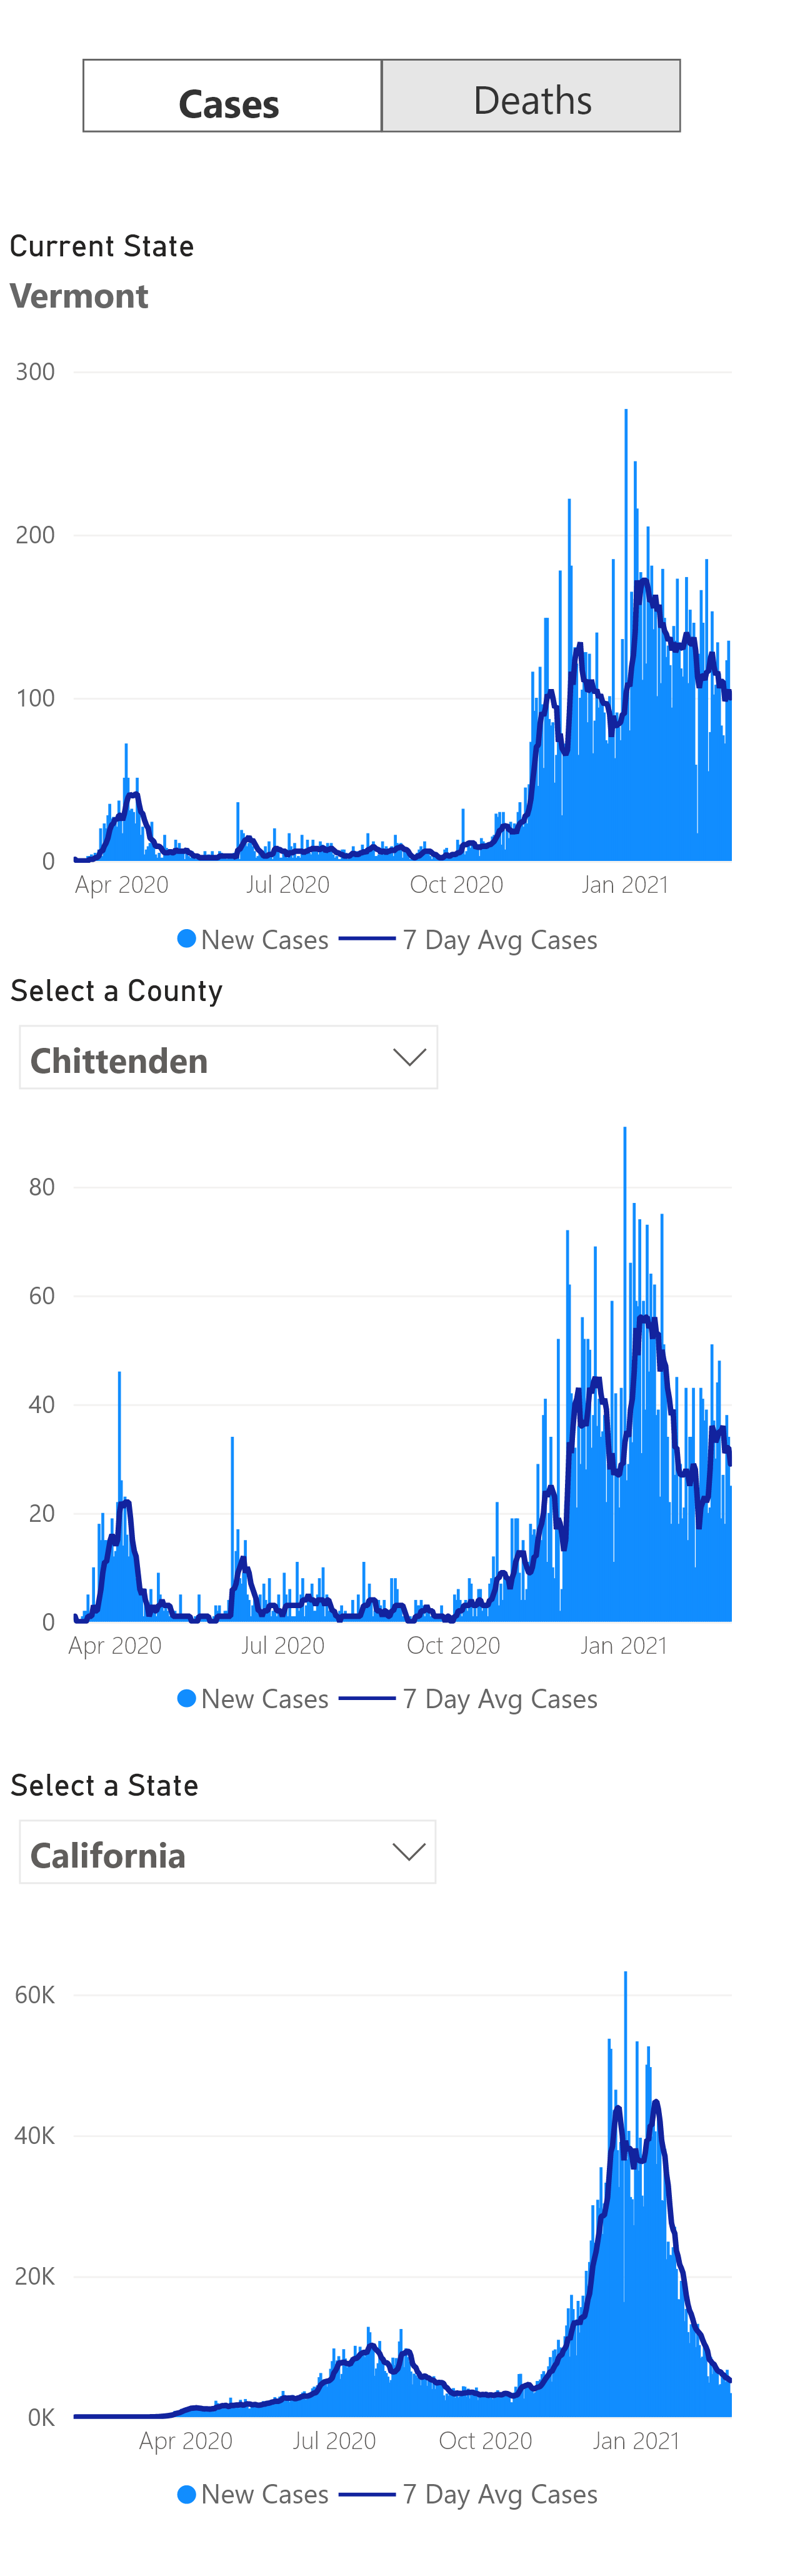 Cases Deaths
Current State
Vermont
300
200
100
0
Apr 2020 Jul 2020 Oct 2020 Jan 2021
New Cases 7 Day Avg Cases
Select a County
Chittenden
80
60
40
20
0
Apr 2020 Jul 2020 Oct 2020 Jan 2021
New Cases 7 Day Avg Cases
Select a State
California
60K
40K
20K
0K
Apr 2020 Jul 2020 Oct 2020 Jan 2021
New Cases 7 Day Avg Cases